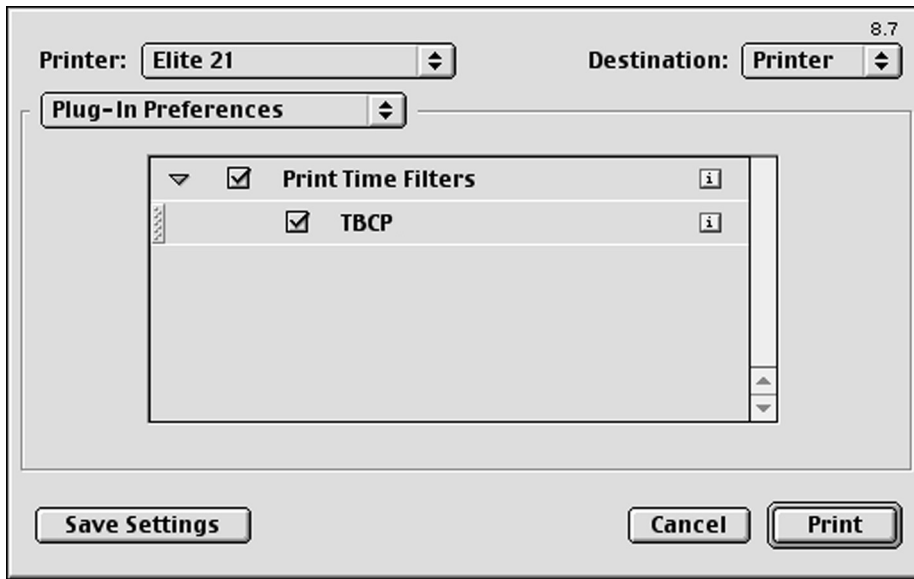 8.7
Printer: Elite 21 Destination: Printer
Plug-In Preferences
Print Time Filters i
TBCP i
Save Settings Cancel Print